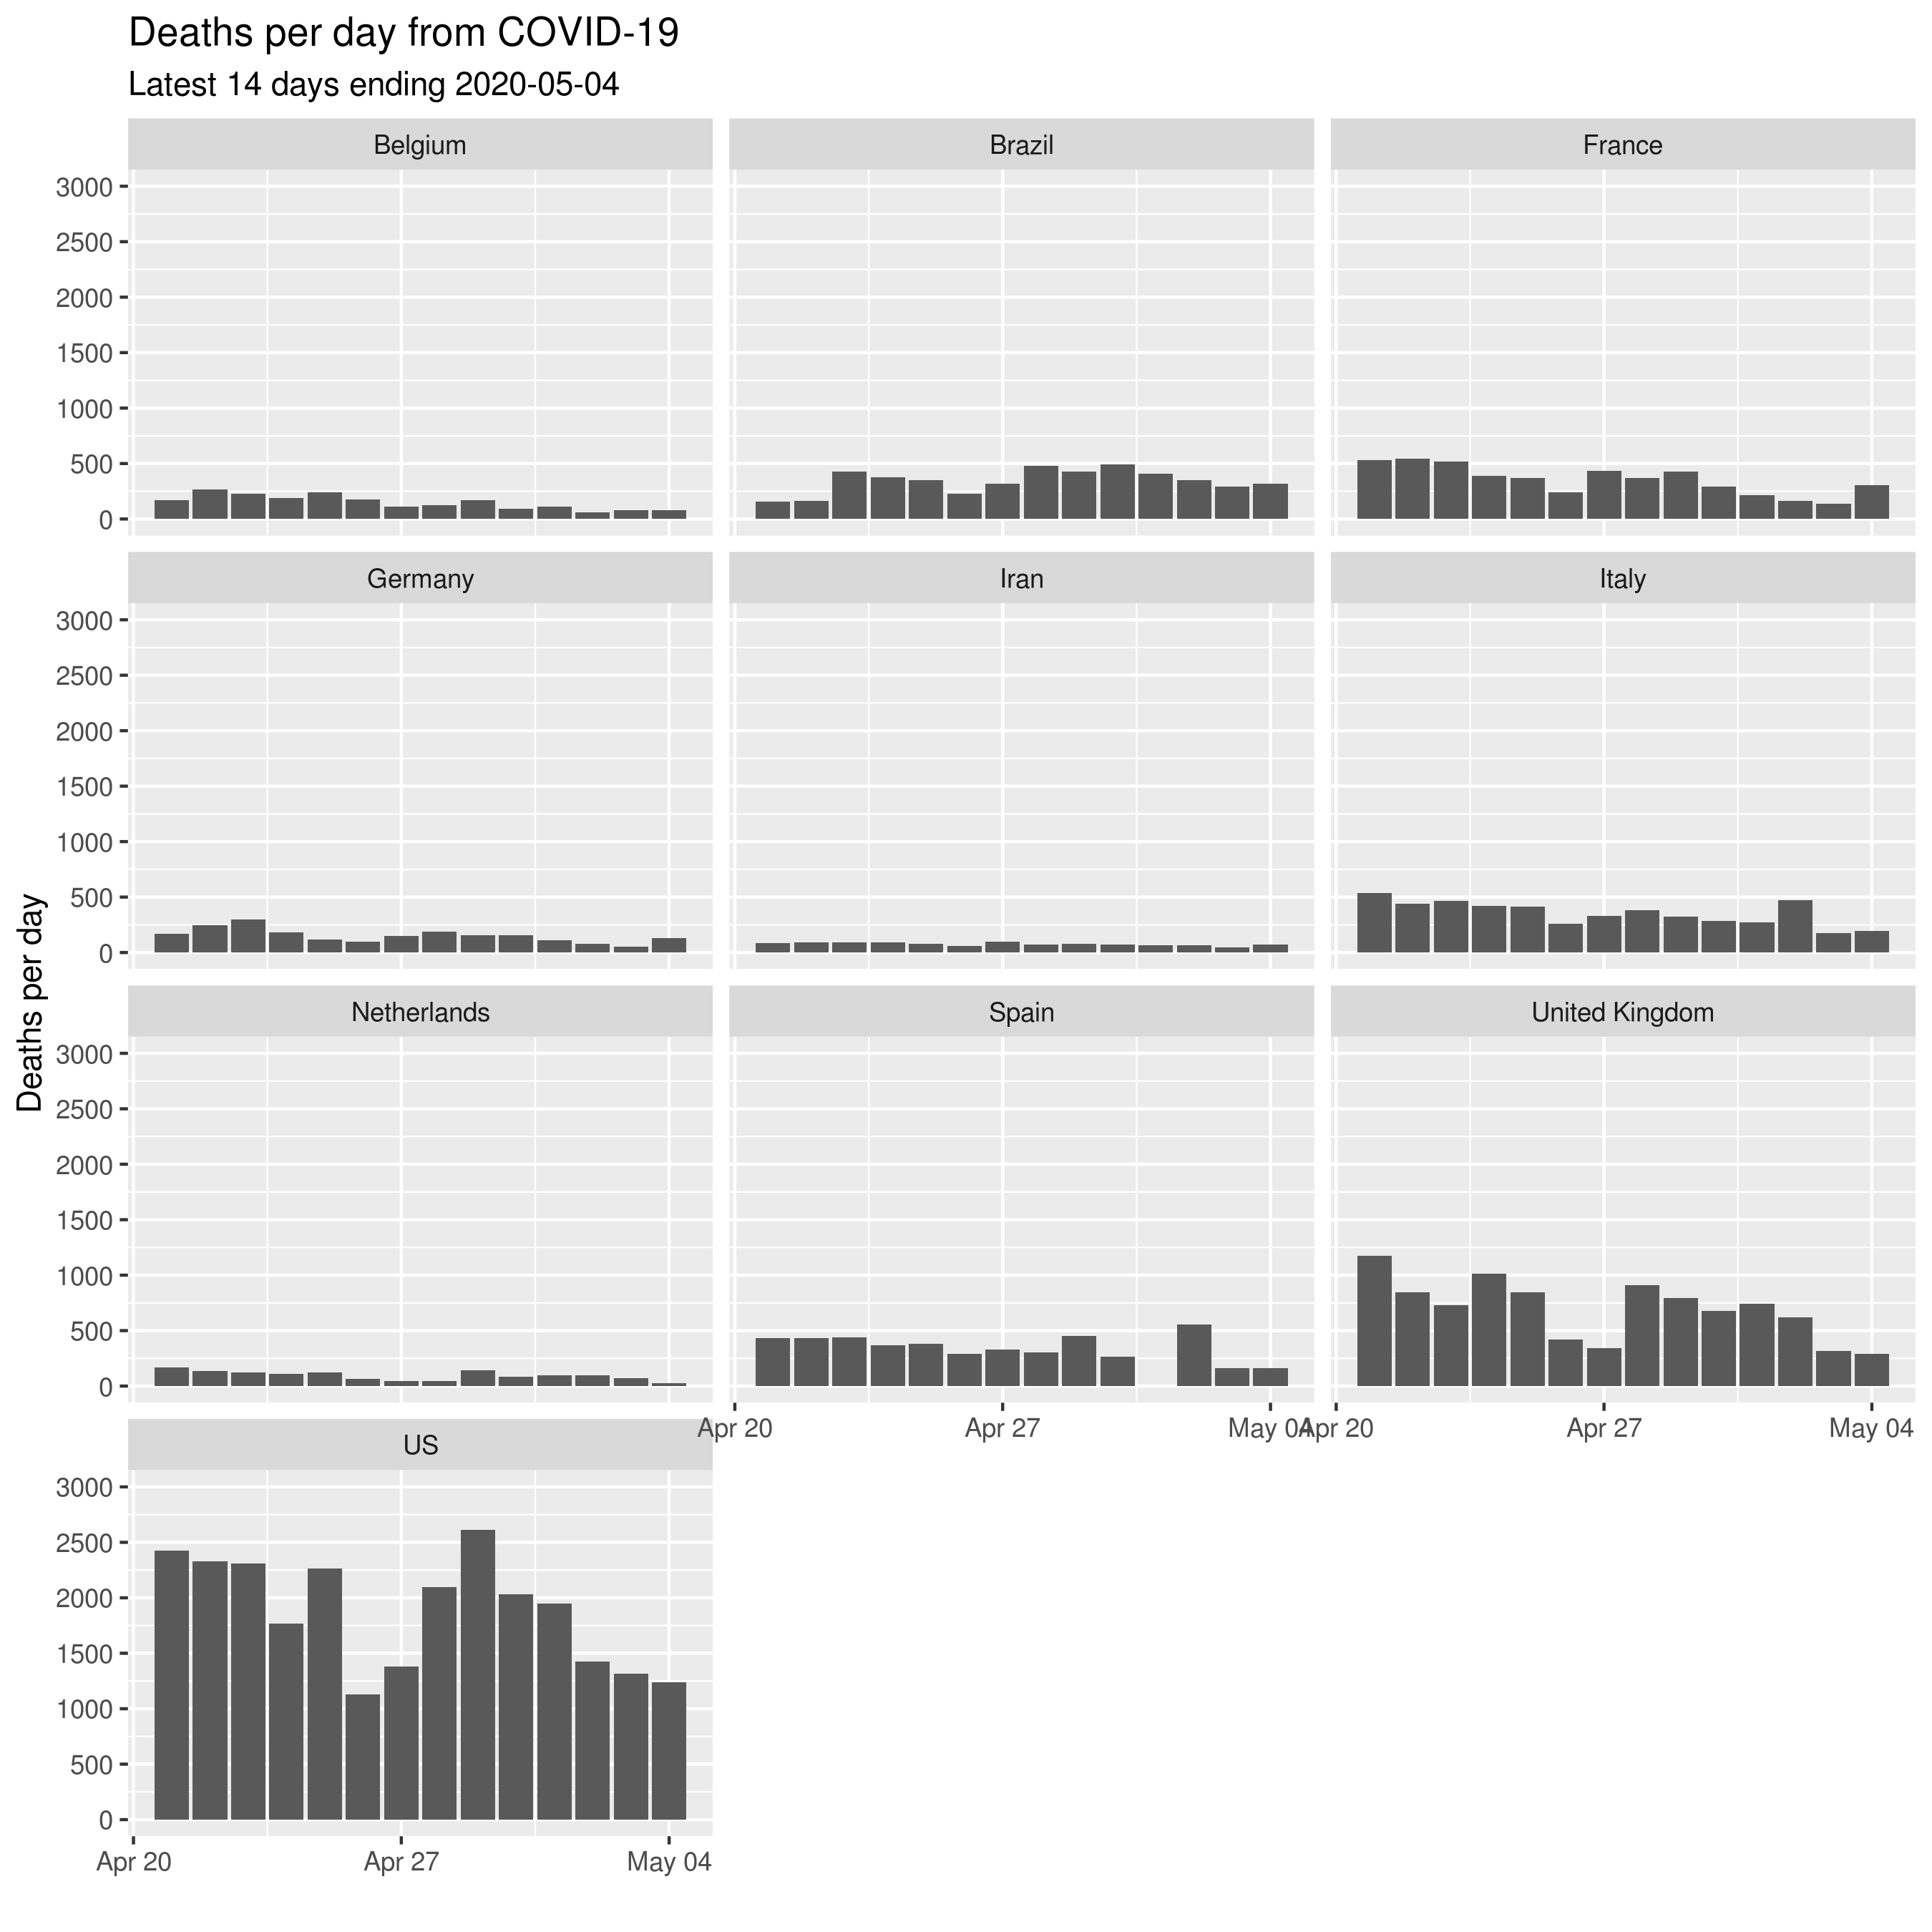 Deaths per day from COVID-19
Latest 14 days ending 2020-05-04
Belgium
Brazil
France
3000
2500
2000
1500
1000
500
0
Germany
Iran
Italy
3000
2500
2000
1500
1000
500
0
Deaths per day
Netherlands
Spain
United Kingdom
3000
2500
2000
1500
1000
500
0
Apr 20
Apr 27
May 04
Apr 20
Apr 27
May 04
US
3000
2500
2000
1500
1000
500
0
Apr 20
Apr 27
May 04